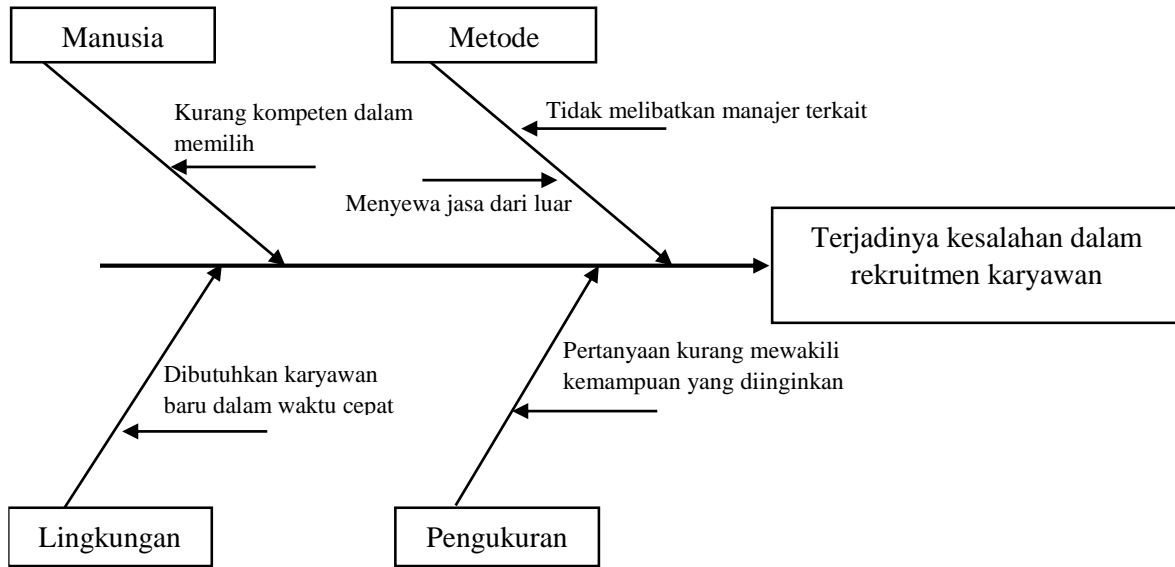 Manusia
Metode
Kurang kompeten dalam
memilih
Tidak melibatkan manajer terkait
Menyewa jasa dari luar
Terjadinya kesalahan dalam
rekruitmen karyawan
Dibutuhkan karyawan
baru dalam waktu cepat
Pertanyaan kurang mewakili
kemampuan yang diinginkan
Lingkungan
Pengukuran